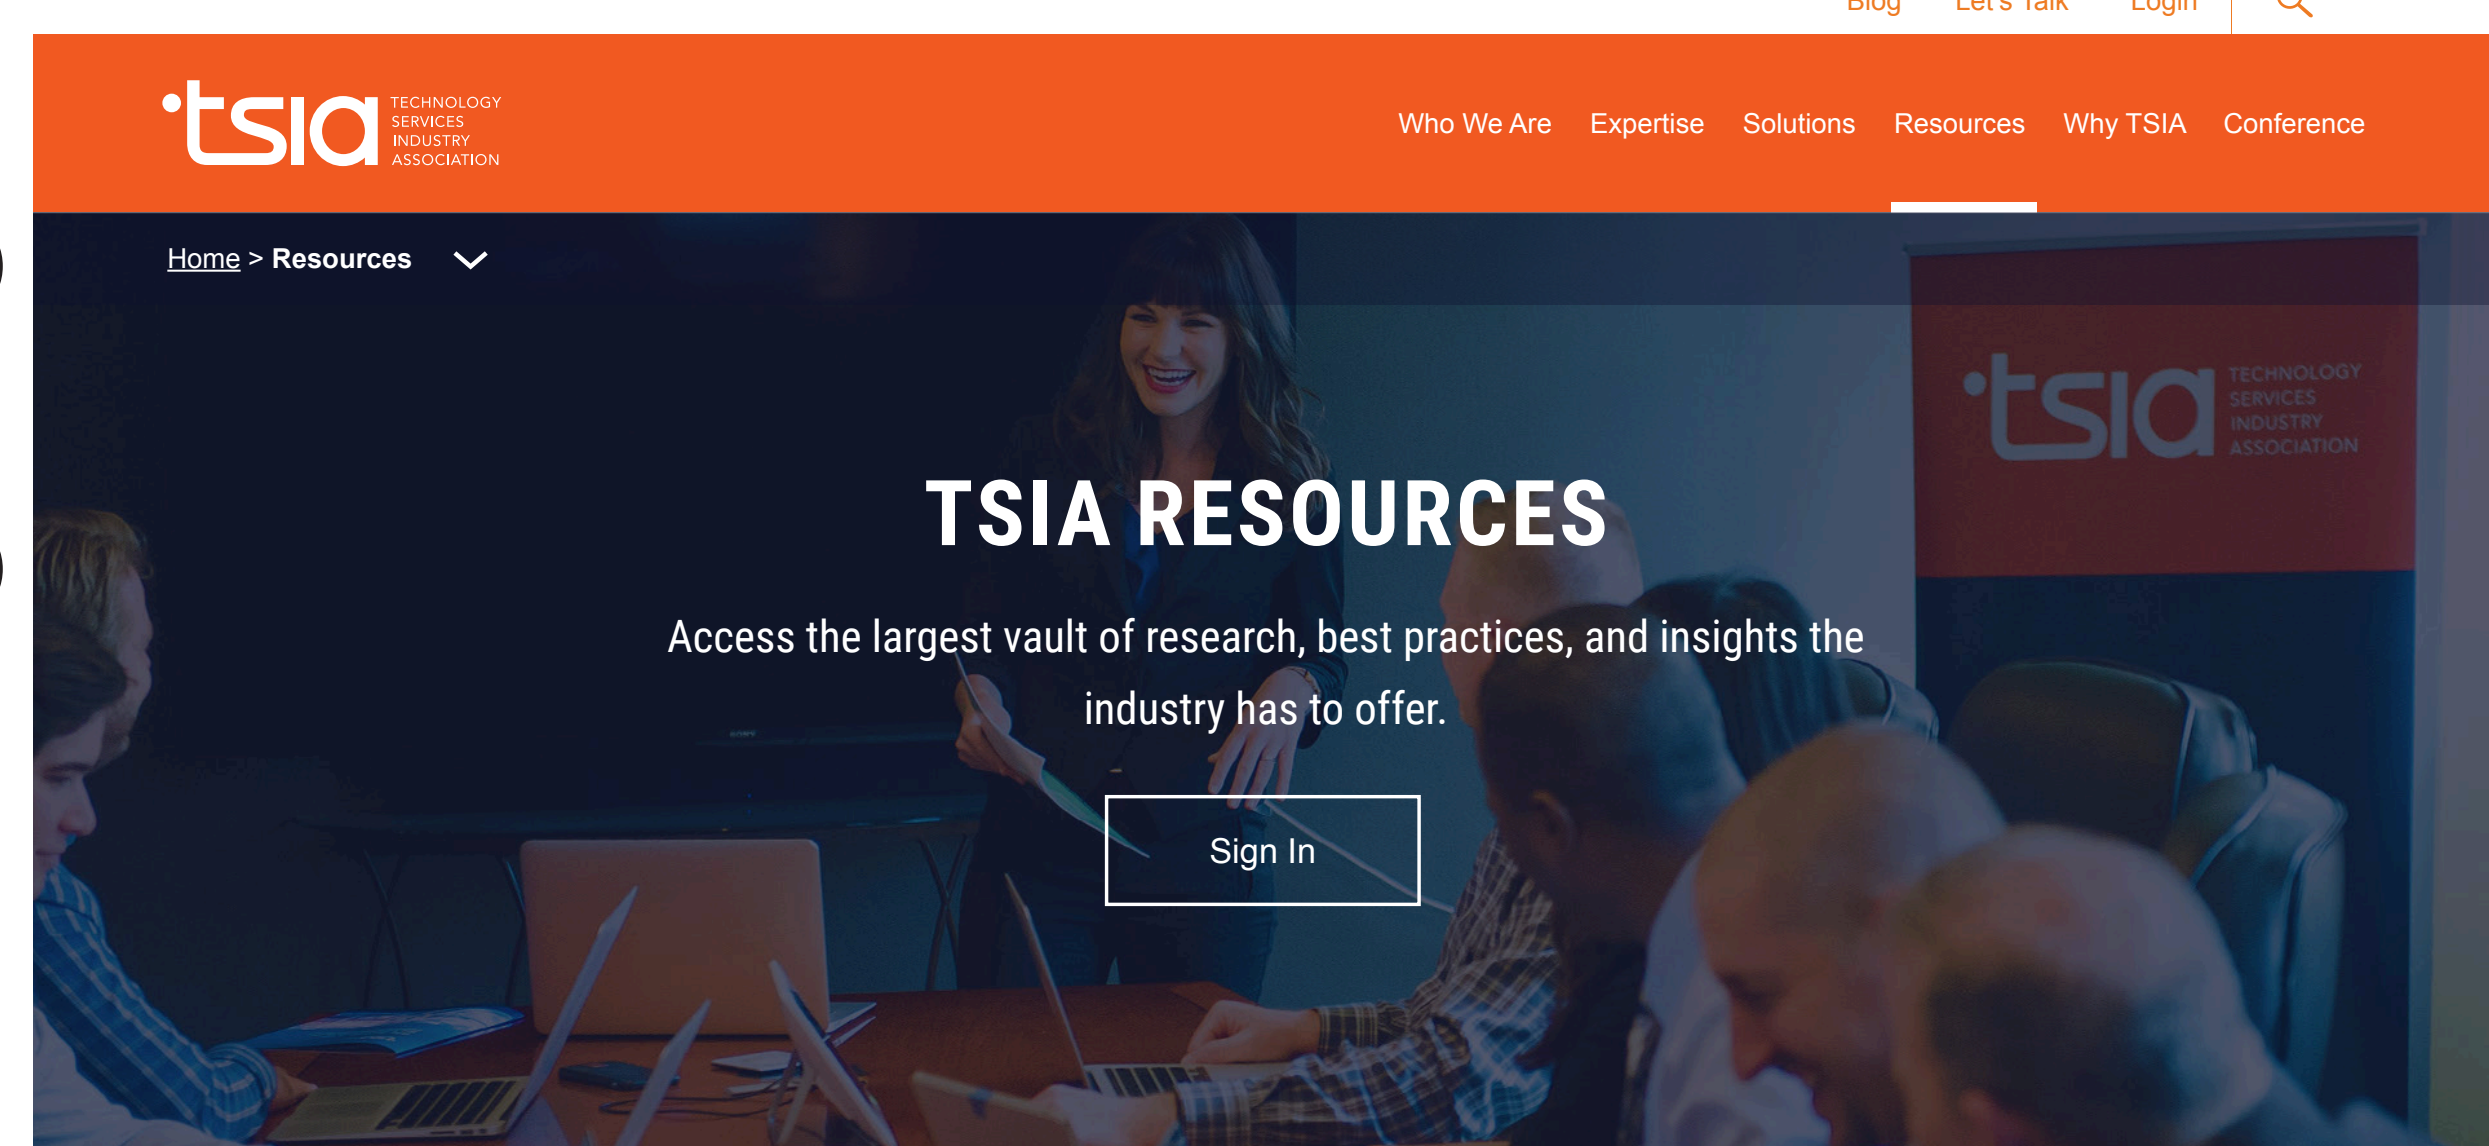 Blog Let's Talk Login
tsia
TECHNOLOGY
SERVICES
INDUSTRY
ASSOCIATION
Who We Are Expertise Solutions Resources Why TSIA Conference
Home > Resources
tsia
TECHNOLOGY
SERVICES
INDUSTRY
ASSOCIATION
TSIA RESOURCES
Access the largest vault of research, best practices, and insights the
industry has to offer.
SONY
Sign In